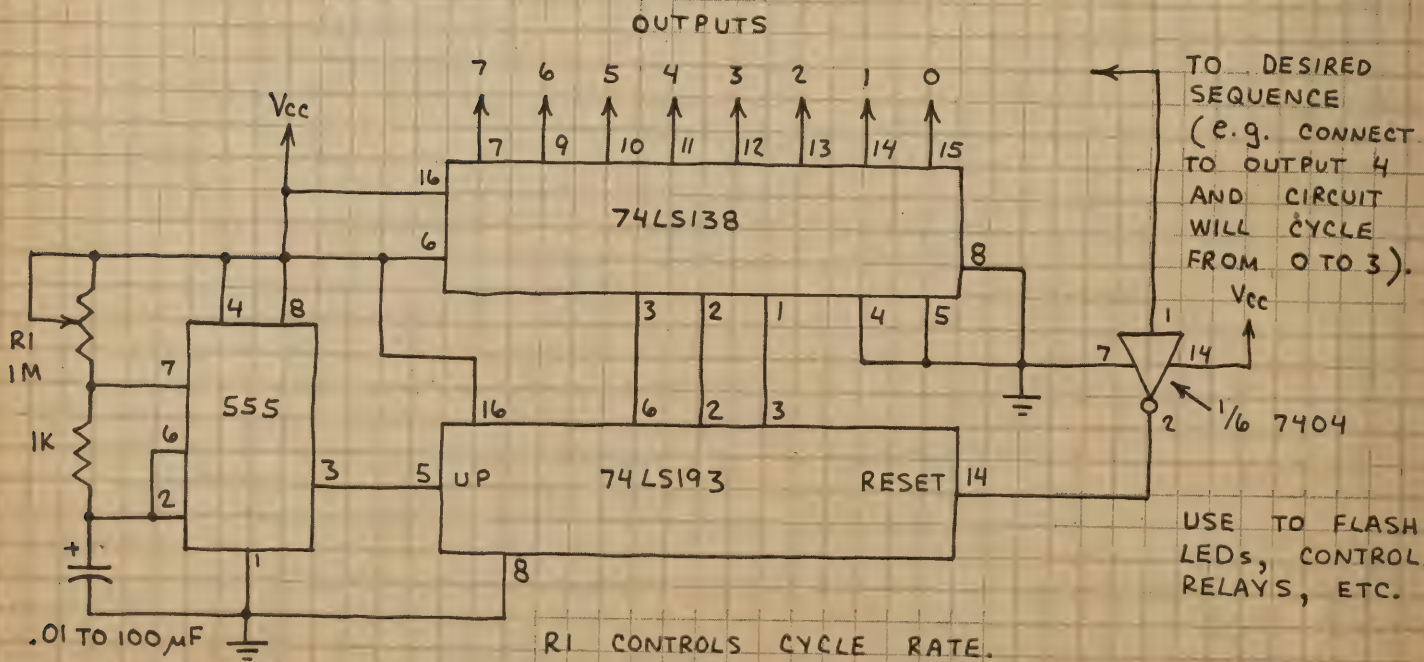 OUTPUTS
7 6 5 4 3 2 1 0
7 9 10 11 12 13 14 15
TO DESIRED
SEQUENCE
(e.g. CONNECT
TO OUTPUT 4
AND CIRCUIT
WILL CYCLE
FROM 0 TO 3).
Vcc
16
74LS138
6
8
4 8
3 2 1 4 5
Vcc
1
7 14
2
1/6 7404
R1
1M
7
555
1K
6
2
3
1
+
.01 TO 100 µF
16 6 2 3
5 UP 74LS193 RESET 14
8
USE TO FLASH
LEDs, CONTROL
RELAYS, ETC.
R1 CONTROLS CYCLE RATE.